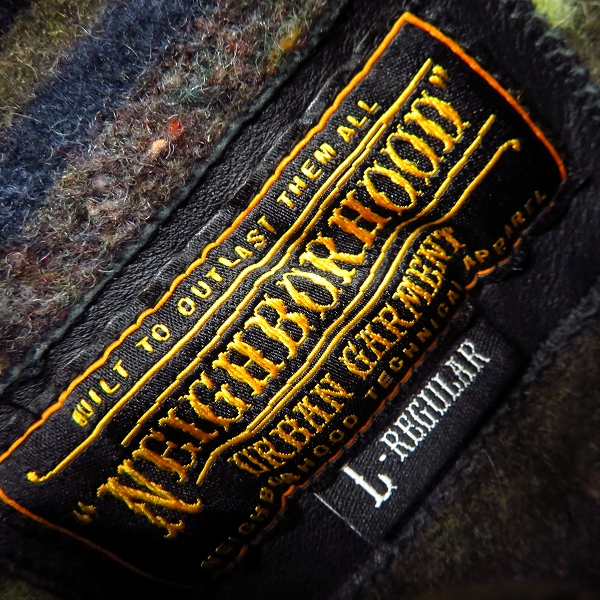 BUILT TO OUTLAST THEM ALL
"NEIGHBORHOOD"
URBAN GARMENT
NEIGHBORHOOD TECHNICAL APPAREL
L-REGULAR